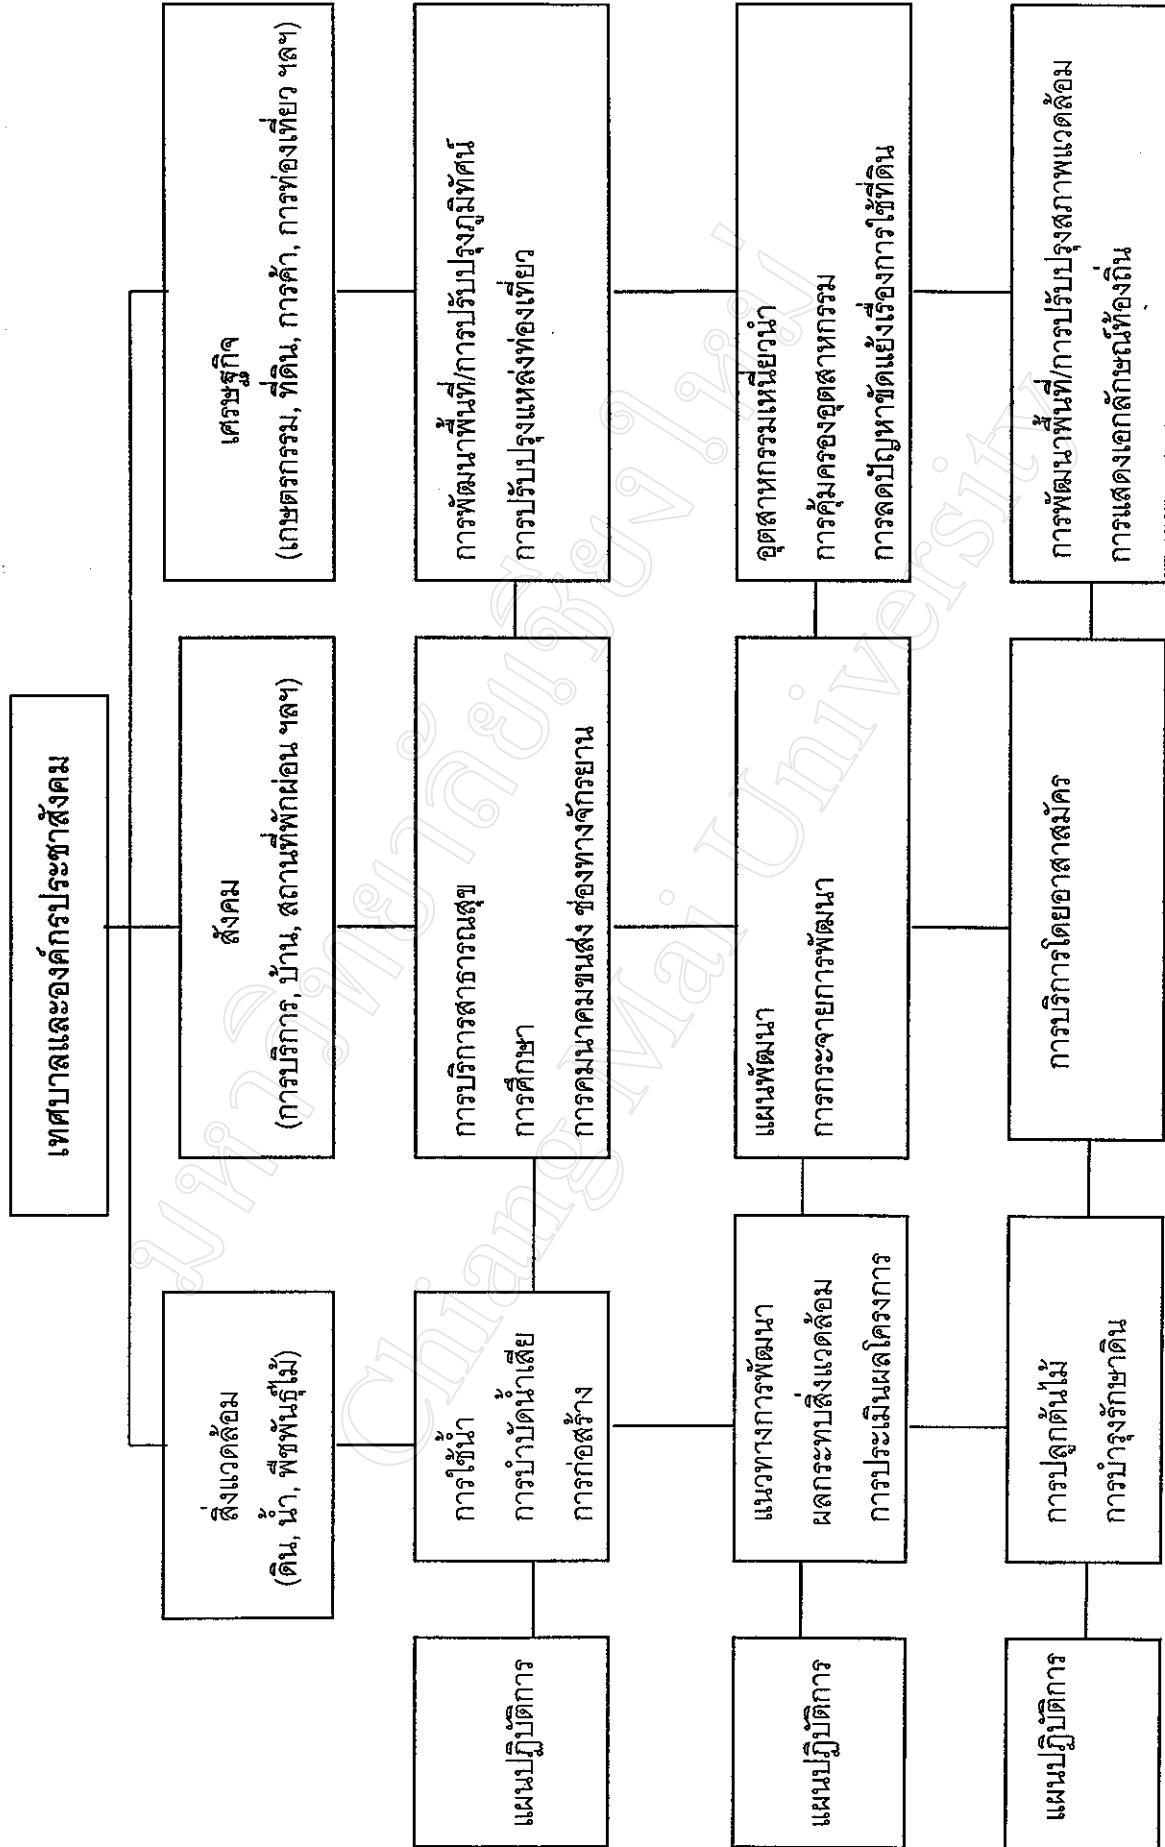 เทศบาลและองค์กรประชาสังคม
สิ่งแวดล้อม
(ดิน, น้ำ, พืชพันธุ์ไม้)
สังคม
(การบริการ, บ้าน, สถานที่พักผ่อน ฯลฯ)
เศรษฐกิจ
(เกษตรกรรม, ที่ดิน, การค้า, การท่องเที่ยว ฯลฯ)
แผนปฏิบัติการ
การใช้น้ำ
การบำบัดน้ำเสีย
การก่อสร้าง
การบริการสาธารณสุข
การศึกษา
การคมนาคมขนส่ง ช่องทางจักรยาน
การพัฒนาพื้นที่/การปรับปรุงภูมิทัศน์
การปรับปรุงแหล่งท่องเที่ยว
แผนปฏิบัติการ
แนวทางการพัฒนา
ผลกระทบสิ่งแวดล้อม
การประเมินผลโครงการ
แผนพัฒนา
การกระจายการพัฒนา
อุตสาหกรรมเหนี่ยวนำ
การคุ้มครองอุตสาหกรรม
การลดปัญหาขัดแย้งเรื่องการใช้ที่ดิน
แผนปฏิบัติการ
การปลูกต้นไม้
การบำรุงรักษาดิน
การบริการโดยอาสาสมัคร
การพัฒนาพื้นที่/การปรับปรุงสภาพแวดล้อม
การแสดงเอกลักษณ์ท้องถิ่น
มหาวิทยาลัยเชียงใหม่
Chiang Mai University